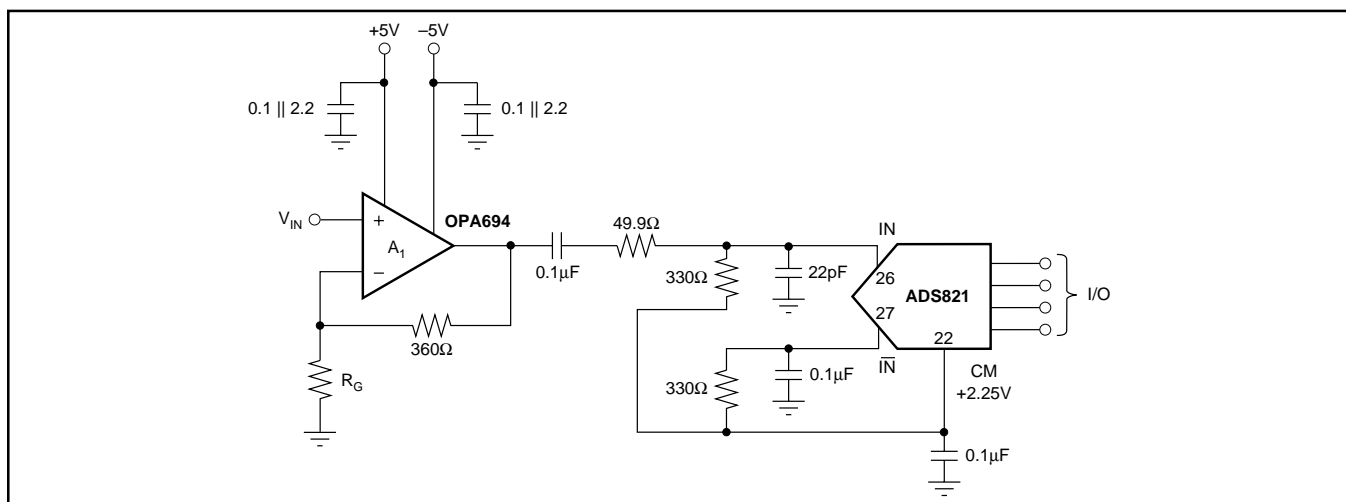 +5V
–5V
0.1 || 2.2
0.1 || 2.2
V_IN
+
A_1
–
OPA694
0.1μF
49.9Ω
360Ω
R_G
330Ω
22pF
IN
26
27
ADS821
22
I/O
330Ω
0.1μF
I̅N̅
CM
+2.25V
0.1μF